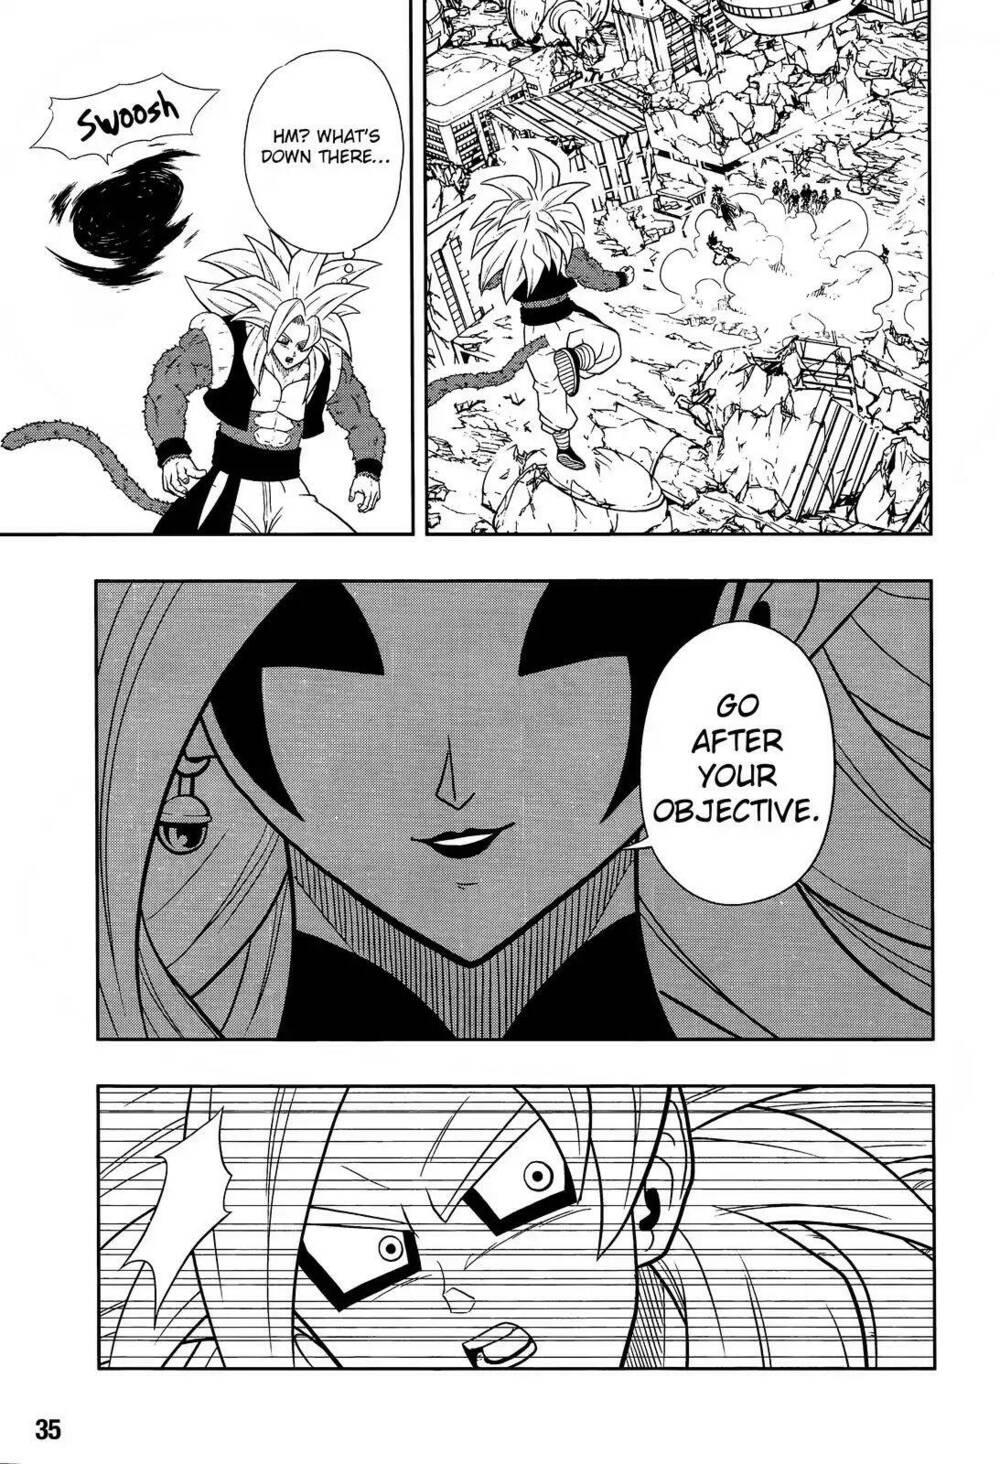 HM? WHAT'S
DOWN THERE...
Swoosh
GO
AFTER
YOUR
OBJECTIVE.
35